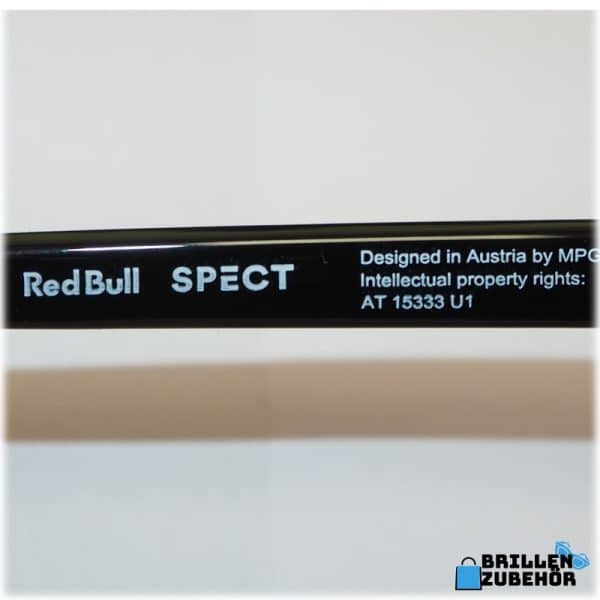 Red Bull SPECT
Designed in Austria by MPG
Intellectual property rights:
AT 15333 U1
BRILLEN
ZUBEHÖR